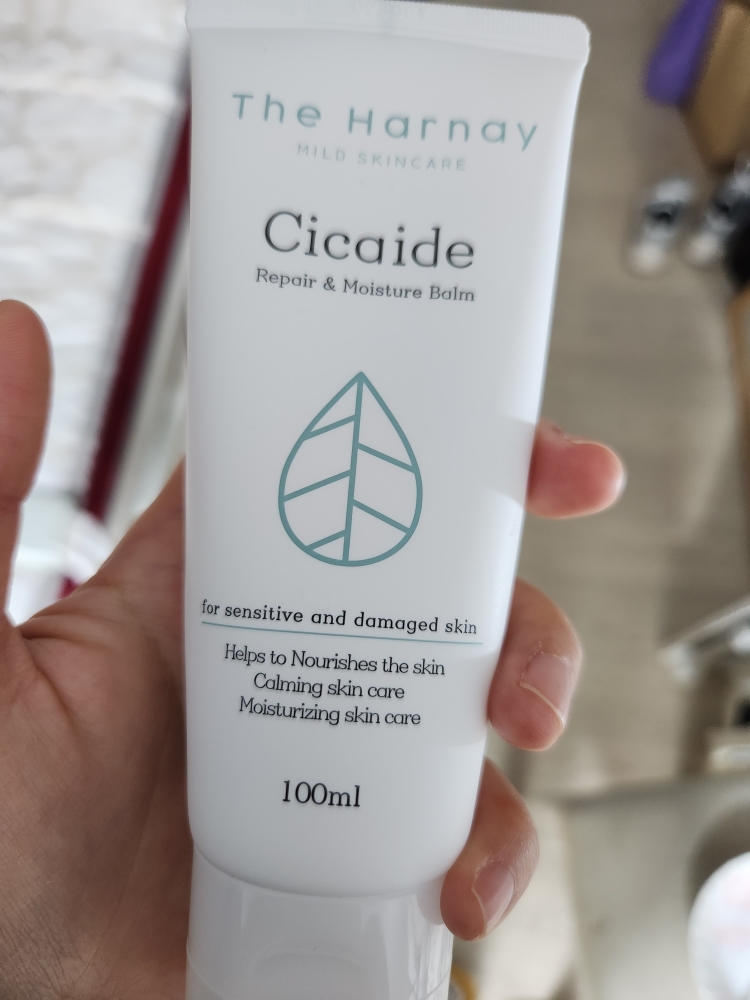 The Harnay
MILD SKINCARE
Cicaide
Repair & Moisture Balm
for sensitive and damaged skin
Helps to Nourishes the skin
Calming skin care
Moisturizing skin care
100ml